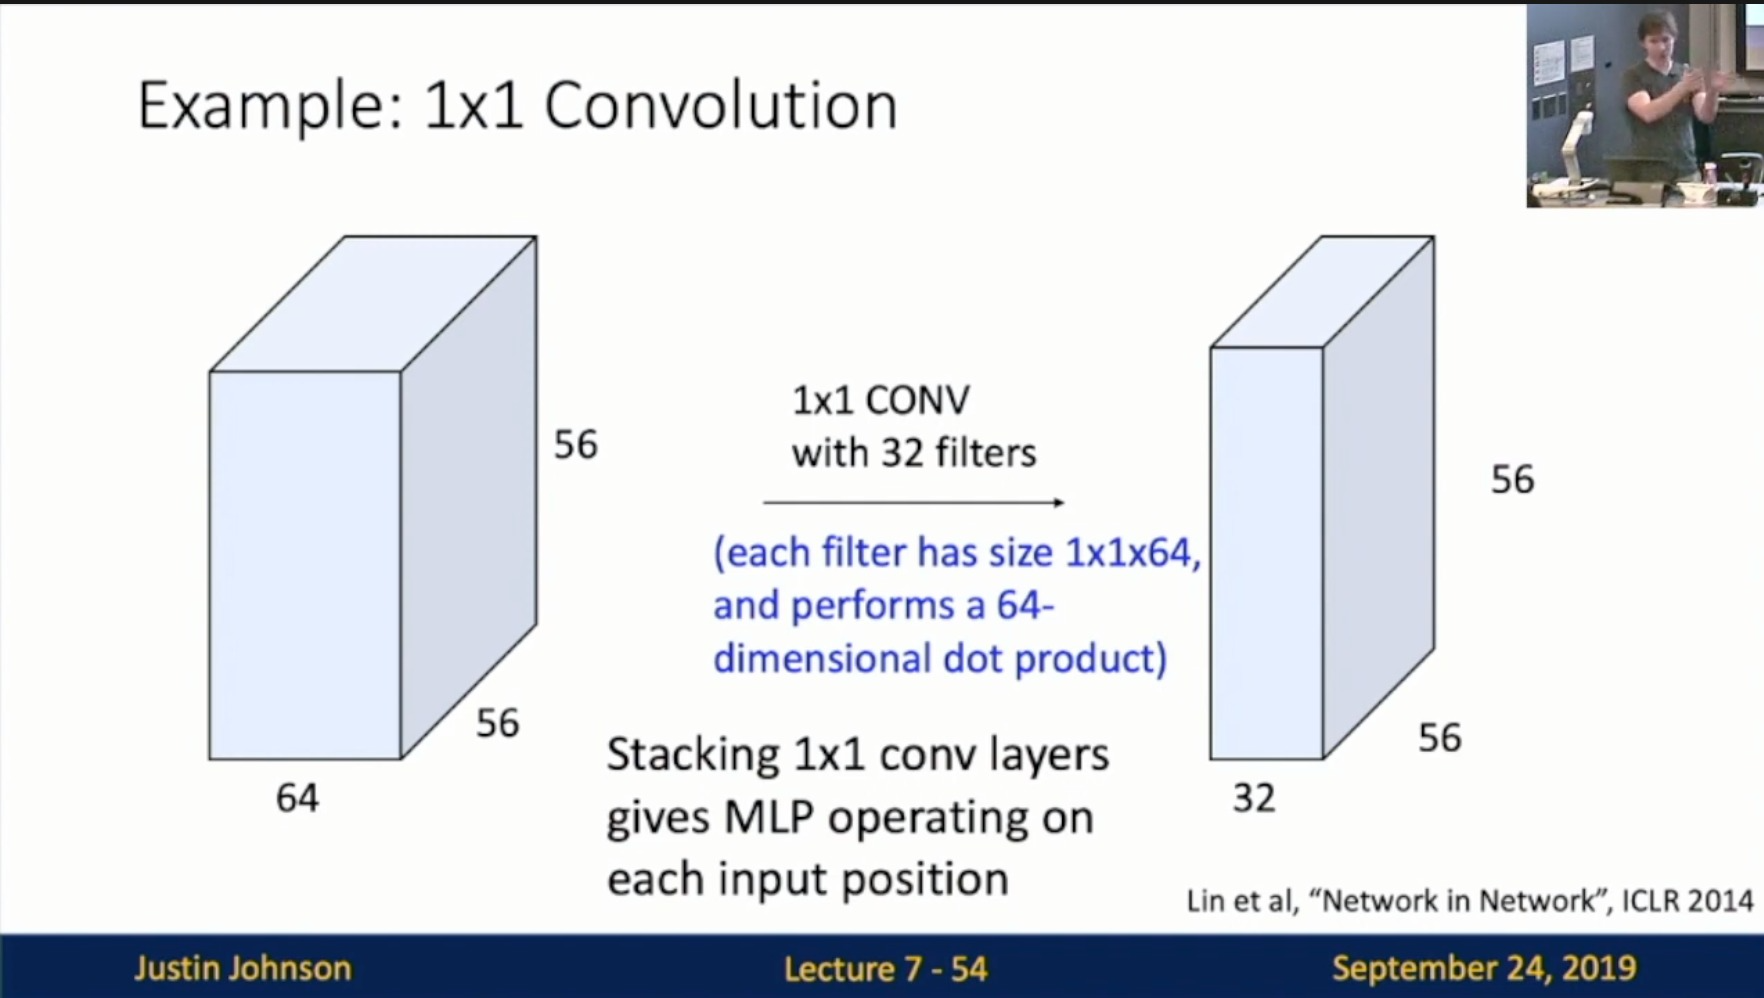 Example: 1x1 Convolution
56
56
64
1x1 CONV
with 32 filters
(each filter has size 1x1x64,
and performs a 64-
dimensional dot product)
Stacking 1x1 conv layers
gives MLP operating on
each input position
56
56
32
Lin et al, “Network in Network”, ICLR 2014
Justin Johnson
Lecture 7 - 54
September 24, 2019